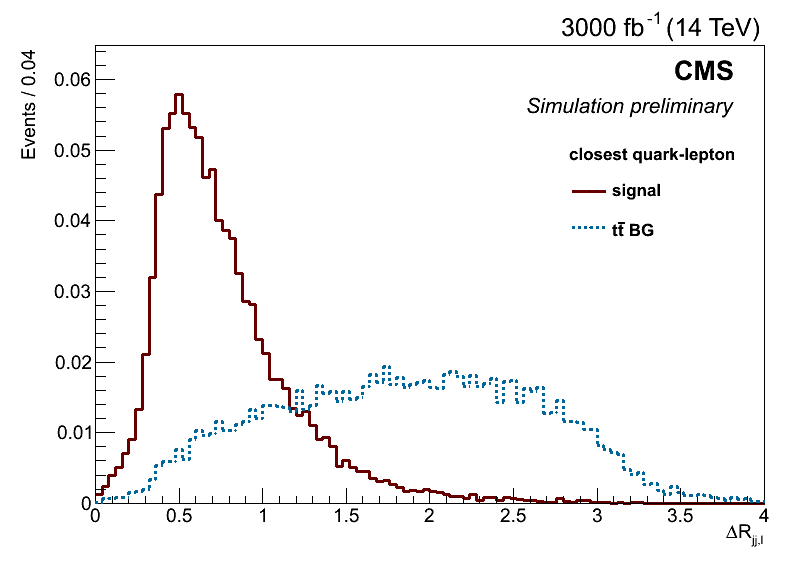 3000 fb⁻¹ (14 TeV)
Events / 0.04
CMS
Simulation preliminary
closest quark-lepton
signal
tt̄ BG
0.06
0.05
0.04
0.03
0.02
0.01
0
0 0.5 1 1.5 2 2.5 3 3.5 4
ΔR_jj,l